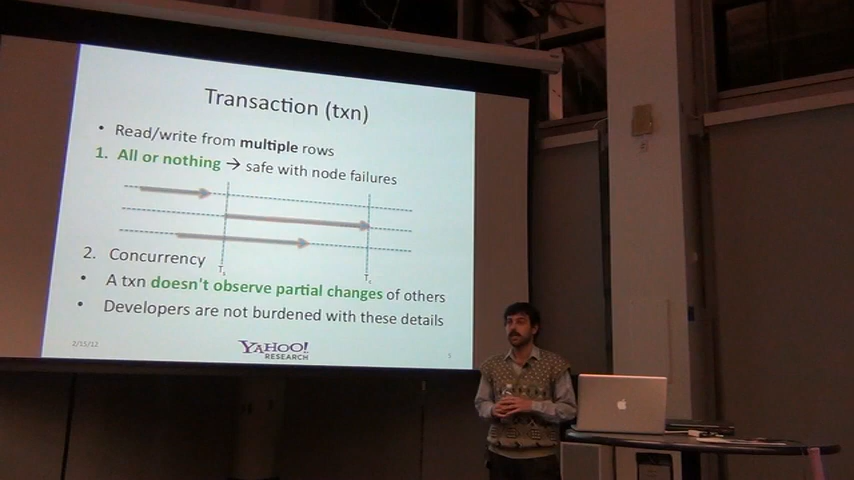 Transaction (txn)
• Read/write from multiple rows
1. All or nothing → safe with node failures
2. Concurrency
• A txn doesn't observe partial changes of others
• Developers are not burdened with these details
2/15/12
YAHOO!
RESEARCH
5